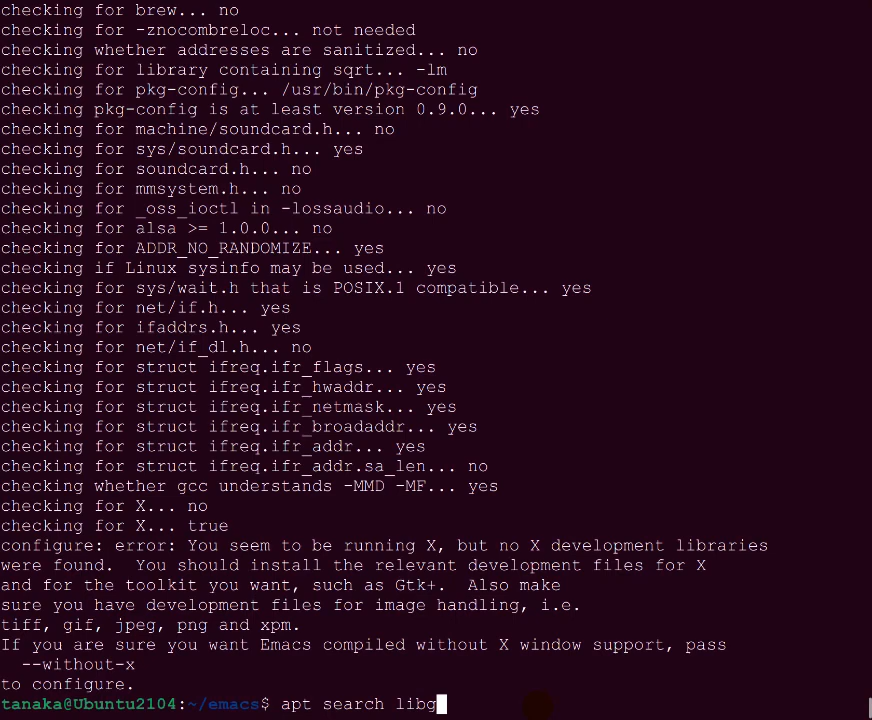 checking for brew... no
checking for -znocombreloc... not needed
checking whether addresses are sanitized... no
checking for library containing sqrt... -lm
checking for pkg-config... /usr/bin/pkg-config
checking pkg-config is at least version 0.9.0... yes
checking for machine/soundcard.h... no
checking for sys/soundcard.h... yes
checking for soundcard.h... no
checking for mmsystem.h... no
checking for _oss_ioctl in -lossaudio... no
checking for alsa >= 1.0.0... no
checking for ADDR_NO_RANDOMIZE... yes
checking if Linux sysinfo may be used... yes
checking for sys/wait.h that is POSIX.1 compatible... yes
checking for net/if.h... yes
checking for ifaddrs.h... yes
checking for net/if_dl.h... no
checking for struct ifreq.ifr_flags... yes
checking for struct ifreq.ifr_hwaddr... yes
checking for struct ifreq.ifr_netmask... yes
checking for struct ifreq.ifr_broadaddr... yes
checking for struct ifreq.ifr_addr... yes
checking for struct ifreq.ifr_addr.sa_len... no
checking whether gcc understands -MMD -MF... yes
checking for X... no
checking for X... true
configure: error: You seem to be running X, but no X development libraries
were found.  You should install the relevant development files for X
and for the toolkit you want, such as Gtk+.  Also make
sure you have development files for image handling, i.e.
tiff, gif, jpeg, png and xpm.
If you are sure you want Emacs compiled without X window support, pass
  --without-x
to configure.
tanaka@Ubuntu2104:~/emacs$ apt search libg